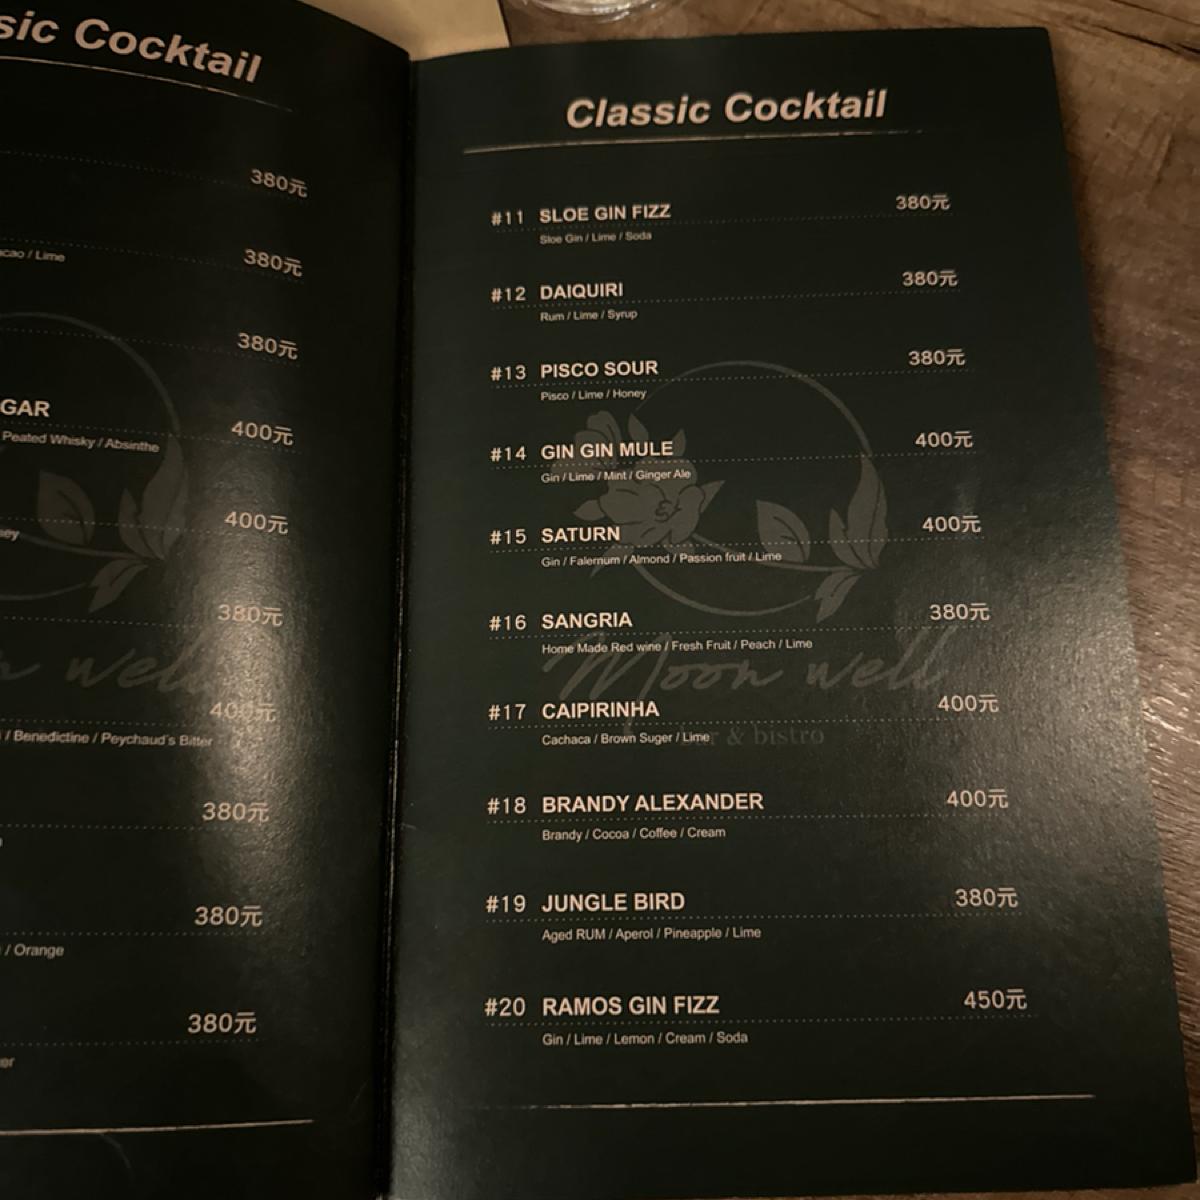 sic Cocktail
380元
380元
cao / Lime
380元
GAR
400元
Peated Whisky / Absinthe
400元
ey
380元
400元
/ Benedictine / Peychaud's Bitter
380元
380元
/ Orange
380元
er
Classic Cocktail
#11 SLOE GIN FIZZ 380元
Sloe Gin / Lime / Soda
#12 DAIQUIRI 380元
Rum / Lime / Syrup
#13 PISCO SOUR 380元
Pisco / Lime / Honey
#14 GIN GIN MULE 400元
Gin / Lime / Mint / Ginger Ale
#15 SATURN 400元
Gin / Falernum / Almond / Passion fruit / Lime
#16 SANGRIA 380元
Home Made Red wine / Fresh Fruit / Peach / Lime
Moon well
#17 CAIPIRINHA 400元
Cachaca / Brown Suger / Lime
bar & bistro
#18 BRANDY ALEXANDER 400元
Brandy / Cocoa / Coffee / Cream
#19 JUNGLE BIRD 380元
Aged RUM / Aperol / Pineapple / Lime
#20 RAMOS GIN FIZZ 450元
Gin / Lime / Lemon / Cream / Soda